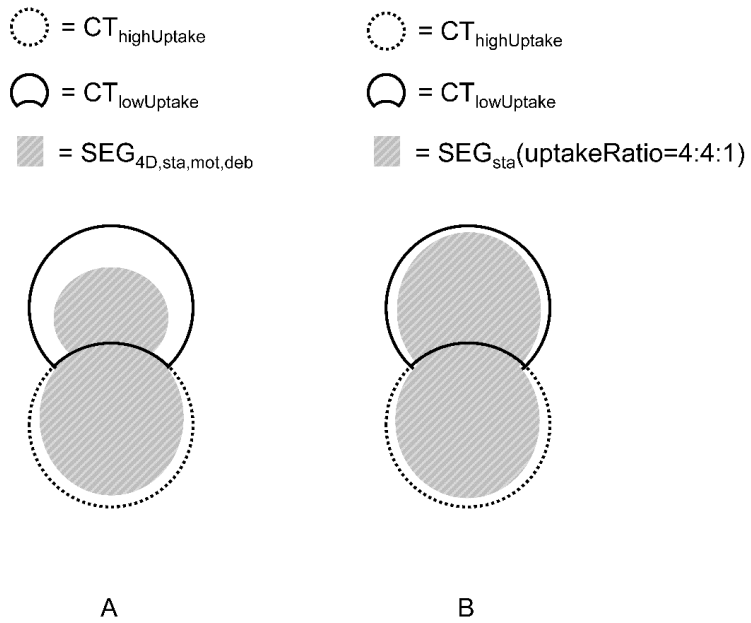 = CThighUptake
= CTlowUptake
= SEG4D,sta,mot,deb
= CThighUptake
= CTlowUptake
= SEGsta(uptakeRatio=4:4:1)
A
B